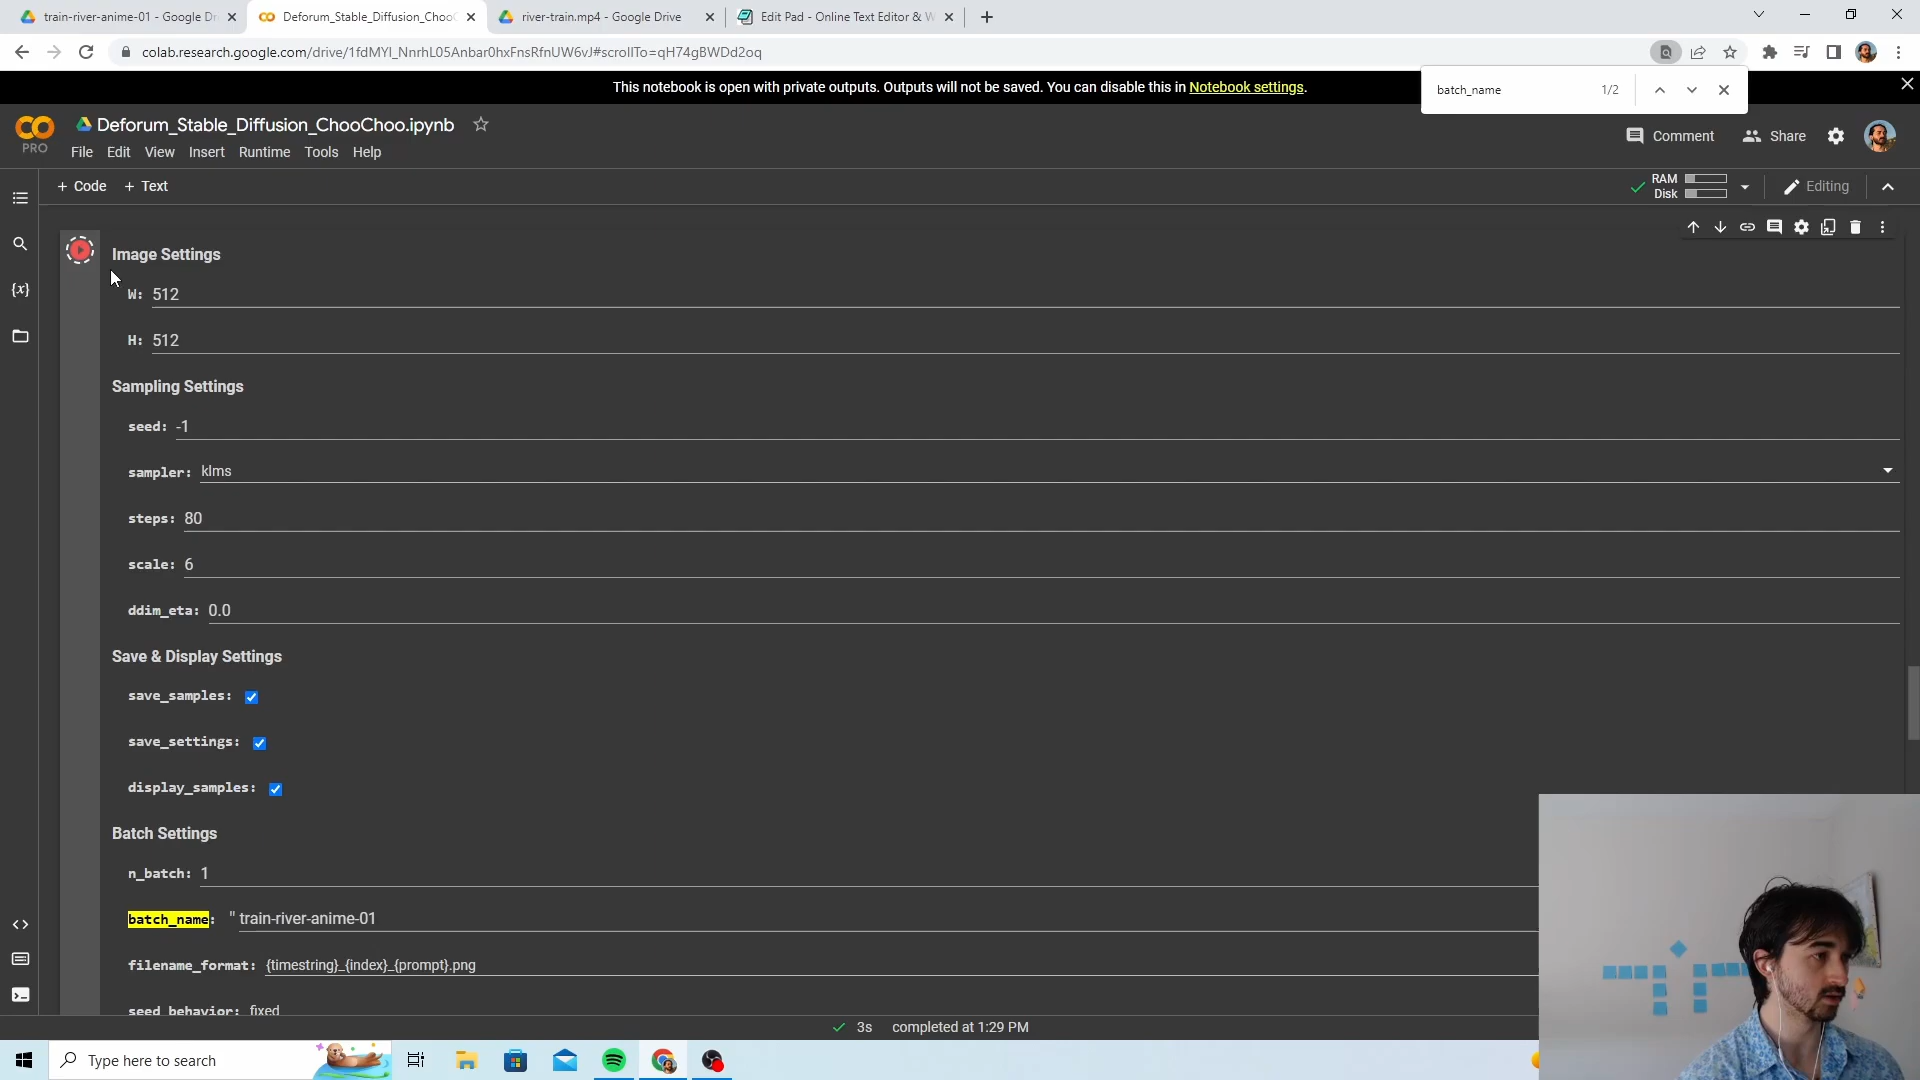 train-river-anime-01 - Google Dr
Deforum_Stable_Diffusion_ChooC
river-train.mp4 - Google Drive
Edit Pad - Online Text Editor & W
colab.research.google.com/drive/1fdMYI_NnrhL05Anbar0hxFnsRfnUW6vJ#scrollTo=qH74gBWDd2oq
This notebook is open with private outputs. Outputs will not be saved. You can disable this in Notebook settings.
batch_name 1/2
PRO
Deforum_Stable_Diffusion_ChooChoo.ipynb
Comment
Share
File Edit View Insert Runtime Tools Help
+ Code + Text
RAM
Disk
Editing
{x}
Image Settings
W: 512
H: 512
Sampling Settings
seed: -1
sampler: klms
steps: 80
scale: 6
ddim_eta: 0.0
Save & Display Settings
save_samples:
save_settings:
display_samples:
Batch Settings
n_batch: 1
batch_name: " train-river-anime-01
filename_format: {timestring}_{index}_{prompt}.png
seed_behavior: fixed
3s completed at 1:29 PM
Type here to search